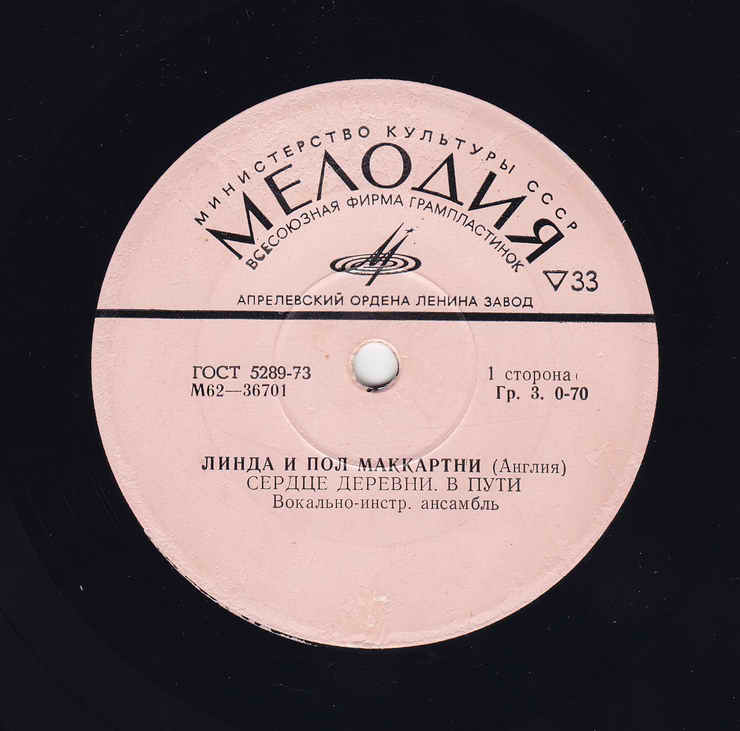 МИНИСТЕРСТВО КУЛЬТУРЫ СССР
МЕЛОДИЯ
ВСЕСОЮЗНАЯ ФИРМА ГРАМПЛАСТИНОК
33
АПРЕЛЕВСКИЙ ОРДЕНА ЛЕНИНА ЗАВОД
ГОСТ 5289-73
М62—36701
1 сторона
Гр. 3. 0-70
ЛИНДА И ПОЛ МАККАРТНИ (Англия)
СЕРДЦЕ ДЕРЕВНИ. В ПУТИ
Вокально-инстр. ансамбль